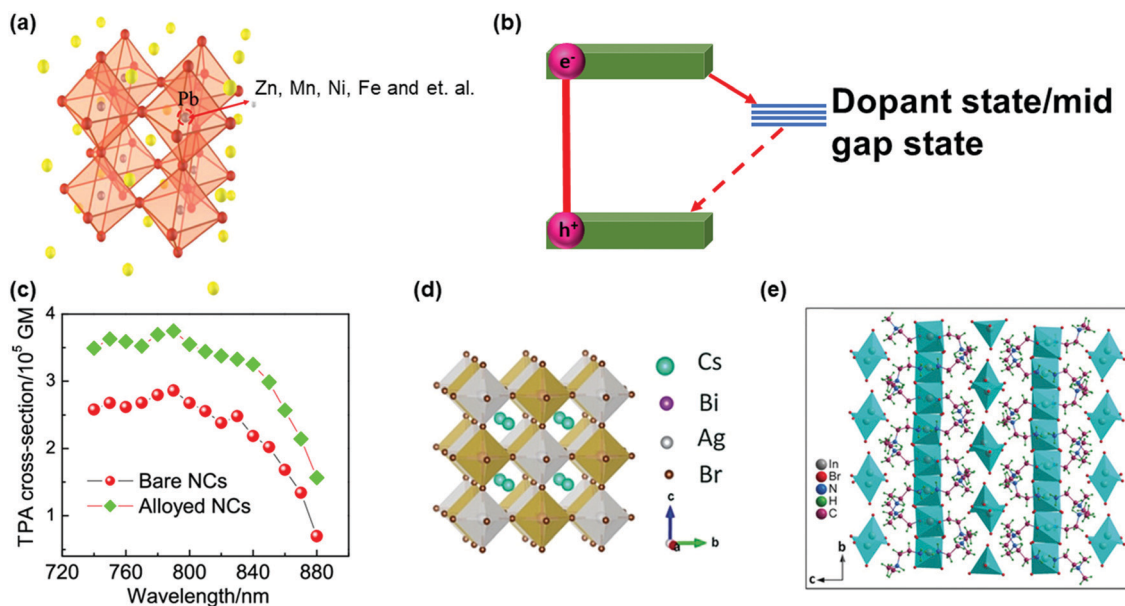 (a)
Pb
Zn, Mn, Ni, Fe and et. al.
(b)
e-
h+
Dopant state/mid
gap state
(c)
TPA cross-section/10⁵ GM
4
3
2
1
Bare NCs
Alloyed NCs
720 760 800 840 880
Wavelength/nm
(d)
Cs
Bi
Ag
Br
c
a
b
(e)
In
Br
N
H
C
b
c